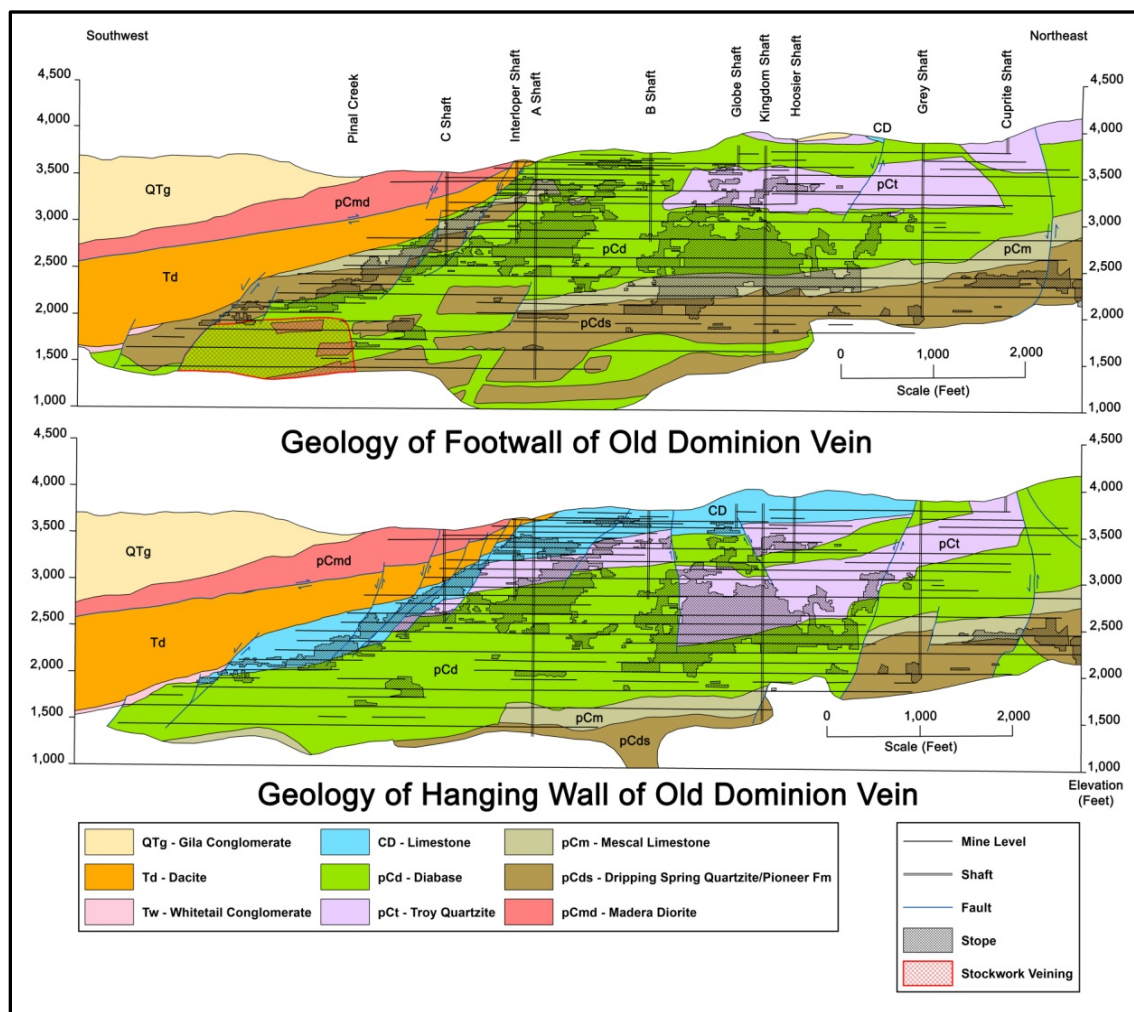 Southwest
Northeast
Pinal Creek
C Shaft
Interloper Shaft
A Shaft
B Shaft
Globe Shaft
Kingdom Shaft
Hoosier Shaft
Grey Shaft
Cuprite Shaft
4,500
4,000
3,500
3,000
2,500
2,000
1,500
1,000
4,500
4,000
3,500
3,000
2,500
2,000
1,500
1,000
QTg
pCmd
Td
pCd
pCds
CD
pCt
pCm
0 1,000 2,000
Scale (Feet)
Geology of Footwall of Old Dominion Vein
4,500
4,000
3,500
3,000
2,500
2,000
1,500
1,000
4,500
4,000
3,500
3,000
2,500
2,000
1,500
1,000
QTg
pCmd
Td
pCd
CD
pCt
pCm
pCds
0 1,000 2,000
Scale (Feet)
Elevation
(Feet)
Geology of Hanging Wall of Old Dominion Vein
QTg - Gila Conglomerate
Td - Dacite
Tw - Whitetail Conglomerate
CD - Limestone
pCd - Diabase
pCt - Troy Quartzite
pCm - Mescal Limestone
pCds - Dripping Spring Quartzite/Pioneer Fm
pCmd - Madera Diorite
Mine Level
Shaft
Fault
Stope
Stockwork Veining